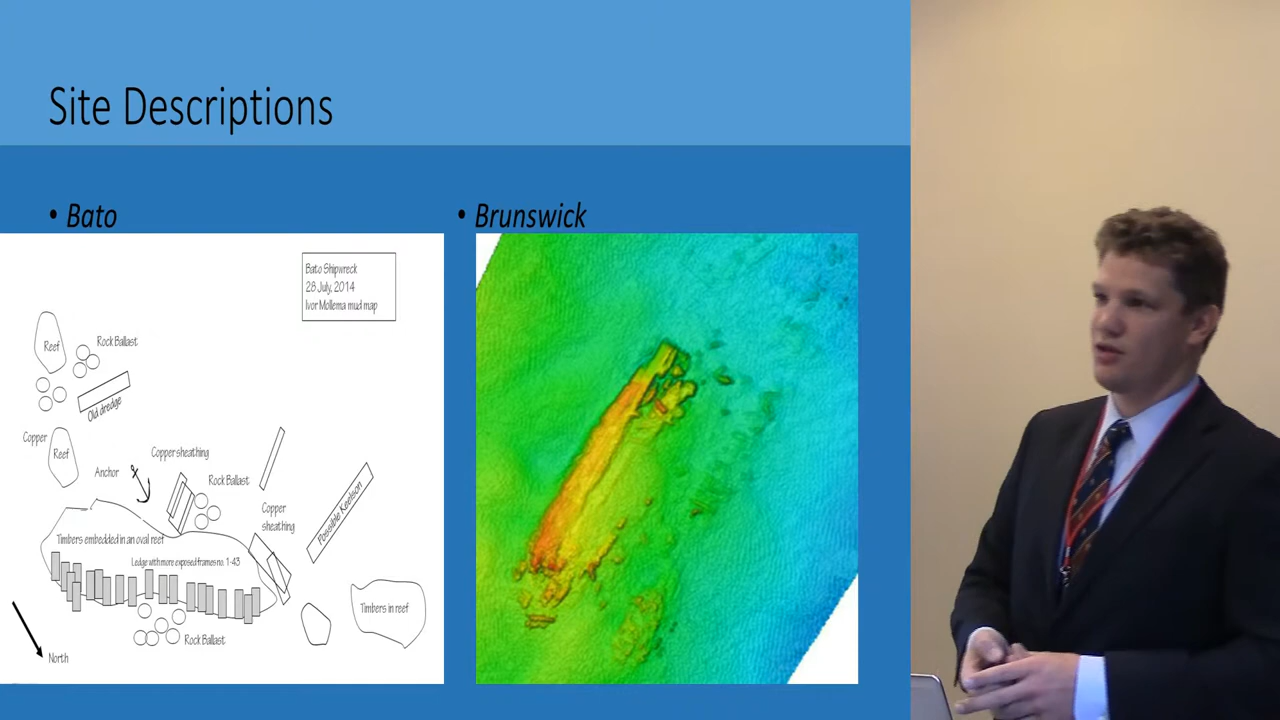 Site Descriptions
• Bato
• Brunswick
Bato Shipwreck
28 July, 2014
Ivor Mollema mud map
Reef
Rock Ballast
Old dredge
Copper
Reef
Anchor
Copper sheathing
Rock Ballast
Copper
sheathing
Possible Keelson
Timbers embedded in an oval reef
Ledge with more exposed frames no. 1-43
Timbers in reef
Rock Ballast
North